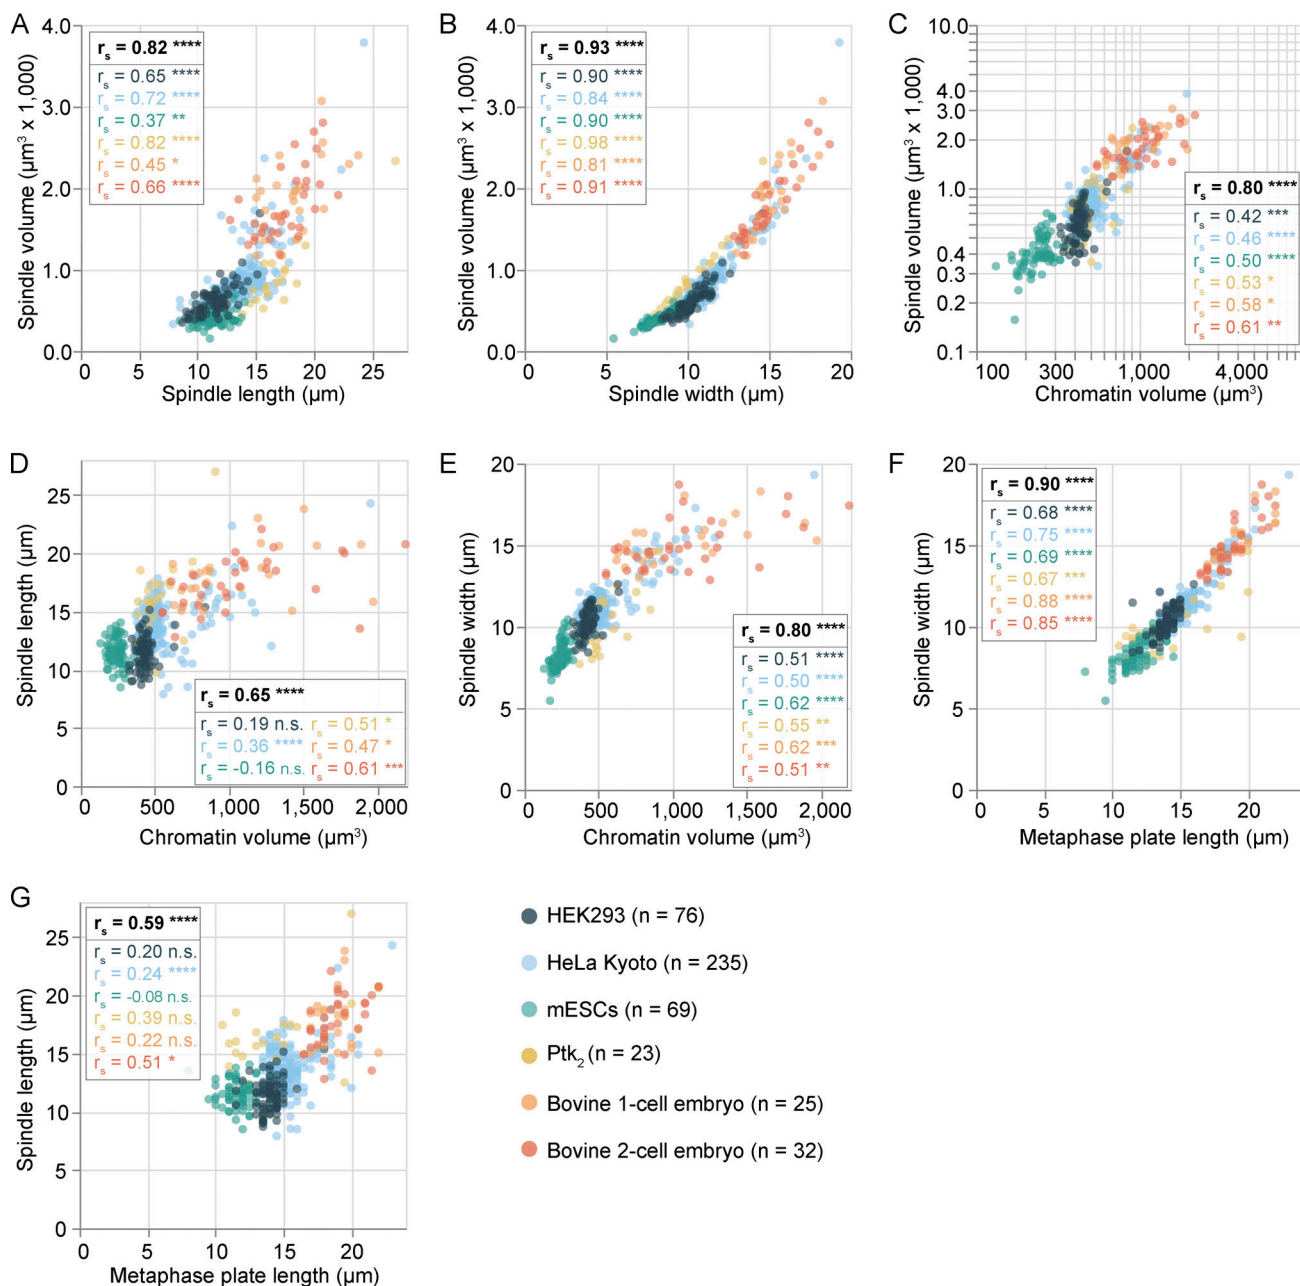 A
Spindle volume (µm³ x 1,000)
4.0
3.0
2.0
1.0
0.0
r_s = 0.82 ****
r_s = 0.65 ****
r_s = 0.72 ****
r_s = 0.37 **
r_s = 0.82 ****
r_s = 0.45 *
r_s = 0.66 ****
0 5 10 15 20 25
Spindle length (µm)
B
Spindle volume (µm³ x 1,000)
4.0
3.0
2.0
1.0
0.0
r_s = 0.93 ****
r_s = 0.90 ****
r_s = 0.84 ****
r_s = 0.90 ****
r_s = 0.98 ****
r_s = 0.81 ****
r_s = 0.91 ****
0 5 10 15 20
Spindle width (µm)
C
Spindle volume (µm³ x 1,000)
10.0
4.0
3.0
2.0
1.0
0.4
0.3
0.2
0.1
r_s = 0.80 ****
r_s = 0.42 ***
r_s = 0.46 ****
r_s = 0.50 ****
r_s = 0.53 *
r_s = 0.58 *
r_s = 0.61 **
100 300 1,000 4,000
Chromatin volume (µm³)
D
Spindle length (µm)
25
20
15
10
5
0
r_s = 0.65 ****
r_s = 0.19 n.s. r_s = 0.51 *
r_s = 0.36 **** r_s = 0.47 *
r_s = -0.16 n.s. r_s = 0.61 ***
0 500 1,000 1,500 2,000
Chromatin volume (µm³)
E
Spindle width (µm)
20
15
10
5
0
r_s = 0.80 ****
r_s = 0.51 ****
r_s = 0.50 ****
r_s = 0.62 ****
r_s = 0.55 **
r_s = 0.62 ***
r_s = 0.51 **
0 500 1,000 1,500 2,000
Chromatin volume (µm³)
F
Spindle width (µm)
20
15
10
5
0
r_s = 0.90 ****
r_s = 0.68 ****
r_s = 0.75 ****
r_s = 0.69 ****
r_s = 0.67 ***
r_s = 0.88 ****
r_s = 0.85 ****
0 5 10 15 20
Metaphase plate length (µm)
G
Spindle length (µm)
25
20
15
10
5
0
r_s = 0.59 ****
r_s = 0.20 n.s.
r_s = 0.24 ****
r_s = -0.08 n.s.
r_s = 0.39 n.s.
r_s = 0.22 n.s.
r_s = 0.51 *
0 5 10 15 20
Metaphase plate length (µm)
HEK293 (n = 76)
HeLa Kyoto (n = 235)
mESCs (n = 69)
Ptk₂ (n = 23)
Bovine 1-cell embryo (n = 25)
Bovine 2-cell embryo (n = 32)